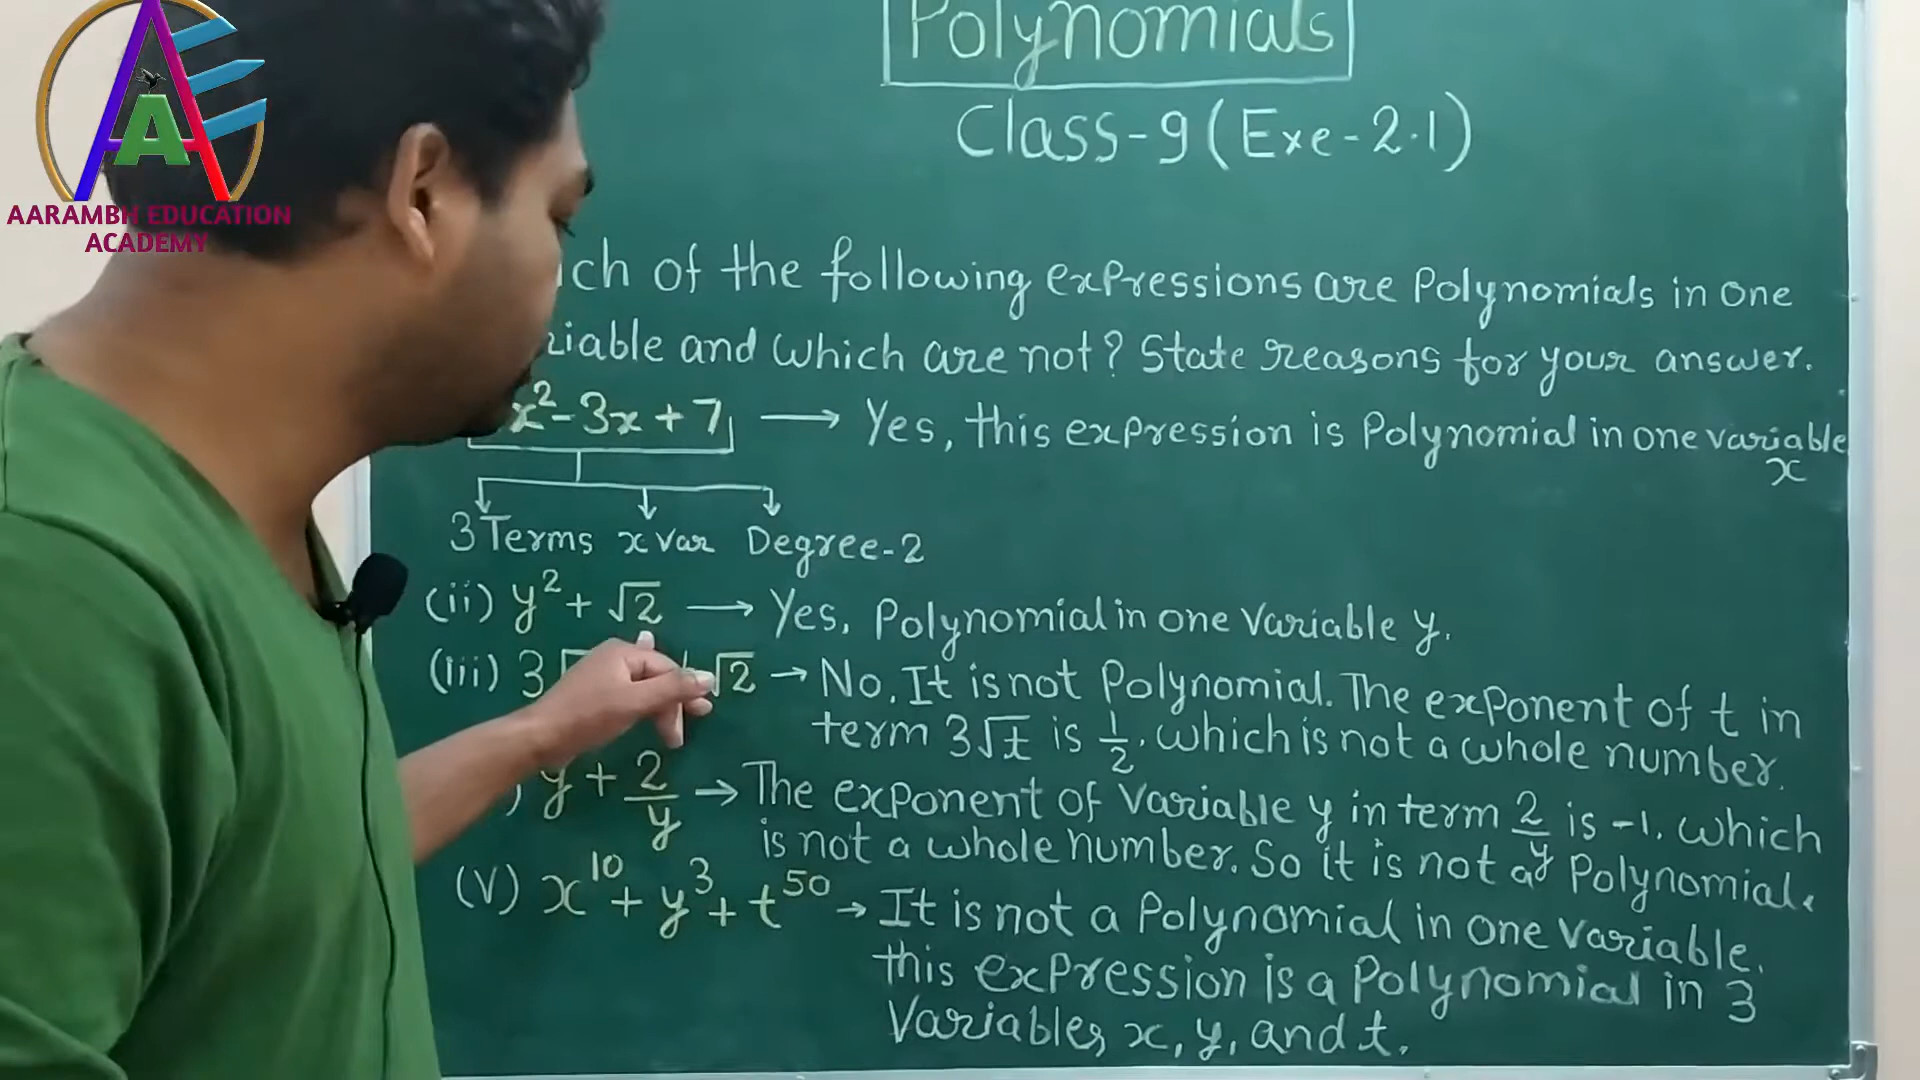 AARAMBH EDUCATION
ACADEMY
Polynomials
Class-9 (Exe-2.1)
of the following expressions are Polynomials in one
and which are not? State reasons for your answer.
x² - 3x + 7 → Yes, this expression is Polynomial in one variable
x
3 Terms x var Degree-2
(ii) y² + √2 → Yes, Polynomial in one variable y.
(iii) 3 √2 → No. It is not Polynomial. The exponent of t in
term 3√t is 1/2. which is not a whole number.
y + 2/y → The exponent of variable y in term 2/y is -1. which
is not a whole number. So it is not a Polynomial.
(V) x¹⁰ + y³ + t⁵⁰ → It is not a Polynomial in one variable.
this expression is a Polynomial in 3
variables x, y, and t.